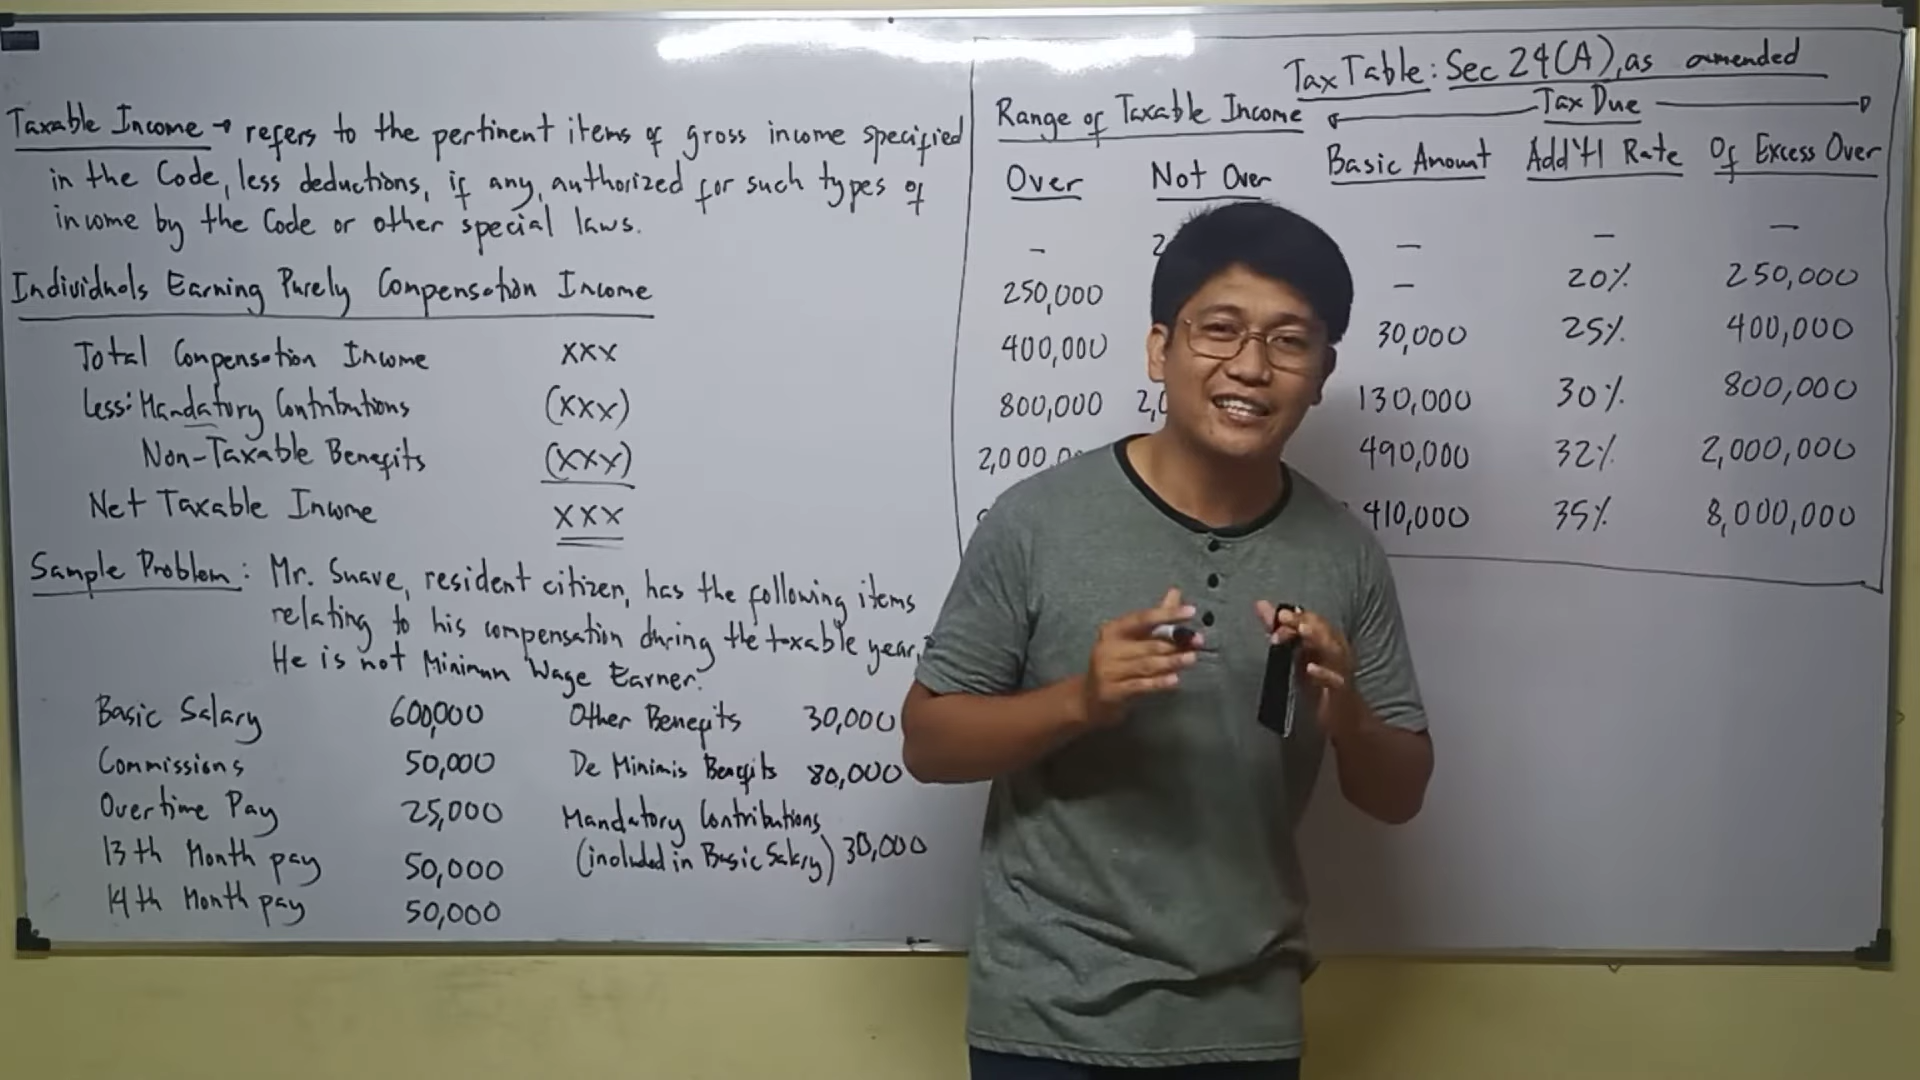 Taxable Income → refers to the pertinent items of gross income specified
in the Code, less deductions, if any, authorized for such types of
income by the Code or other special laws.
Individuals Earning Purely Compensation Income
Total Compensation Income xxx
Less: Mandatory Contributions (xxx)
Non-Taxable Benefits (xxx)
Net Taxable Income xxx
Sample Problem: Mr. Suave, resident citizen, has the following items
relating to his compensation during the taxable year.
He is not Minimum Wage Earner.
Basic Salary 600,000 Other Benefits 30,000
Commissions 50,000 De Minimis Benefits 80,000
Overtime Pay 25,000 Mandatory Contributions
13th Month pay 50,000 (included in Basic Salary) 30,000
14th Month pay 50,000
Tax Table: Sec 24(A), as amended
Range of Taxable Income Tax Due
Over Not Over Basic Amount Add'tl Rate Of Excess Over
- - - -
250,000 - 20% 250,000
400,000 30,000 25% 400,000
800,000 130,000 30% 800,000
490,000 32% 2,000,000
410,000 35% 8,000,000